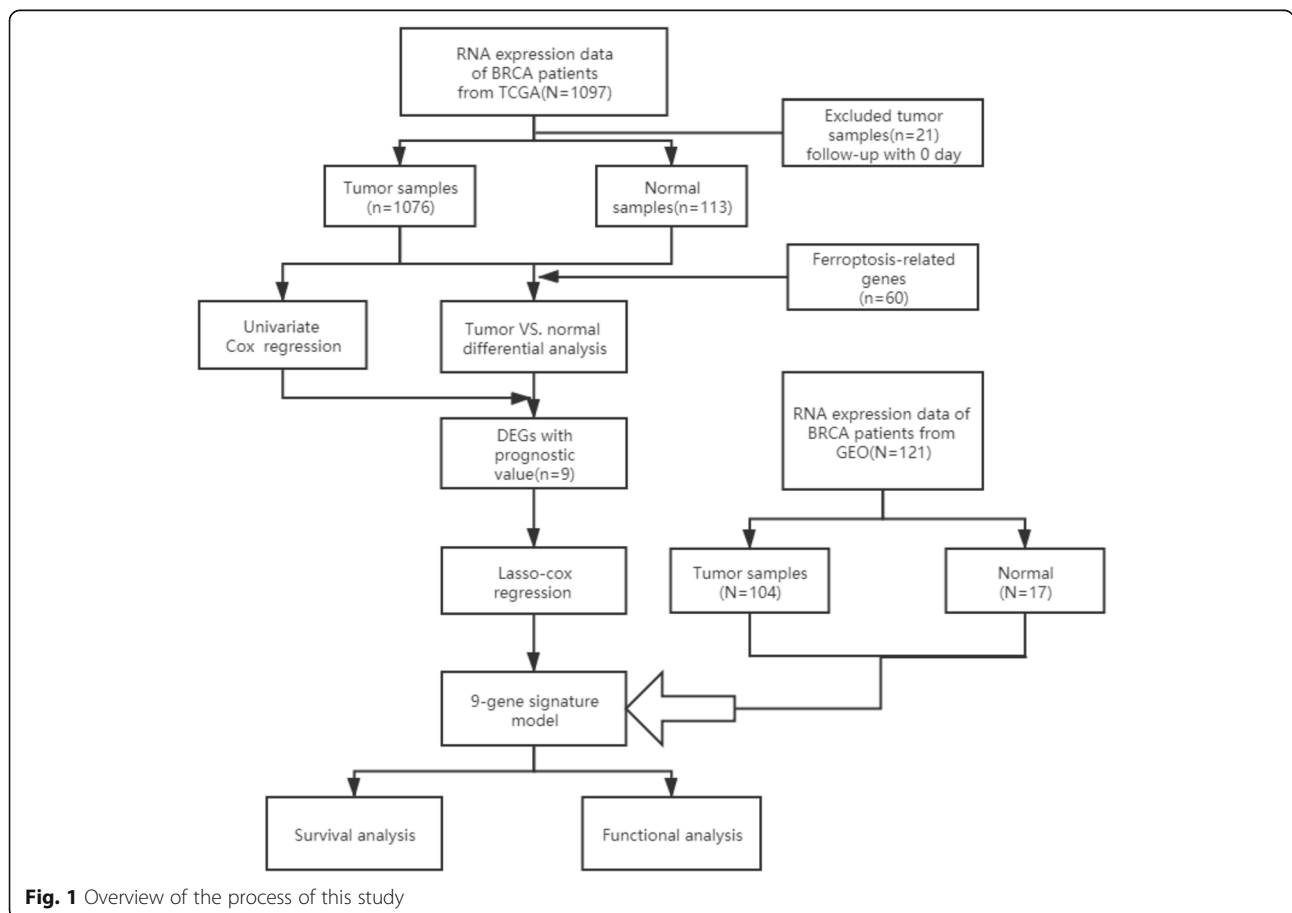 RNA expression data
of BRCA patients
from TCGA(N=1097)
Excluded tumor
samples(n=21)
follow-up with 0 day
Tumor samples
(n=1076)
Normal
samples(n=113)
Ferroptosis-related
genes
(n=60)
Univariate
Cox regression
Tumor VS. normal
differential analysis
RNA expression data of
BRCA patients from
GEO(N=121)
DEGs with
prognostic
value(n=9)
Lasso-cox
regression
Tumor samples
(N=104)
Normal
(N=17)
9-gene signature
model
Survival analysis
Functional analysis
Fig. 1 Overview of the process of this study